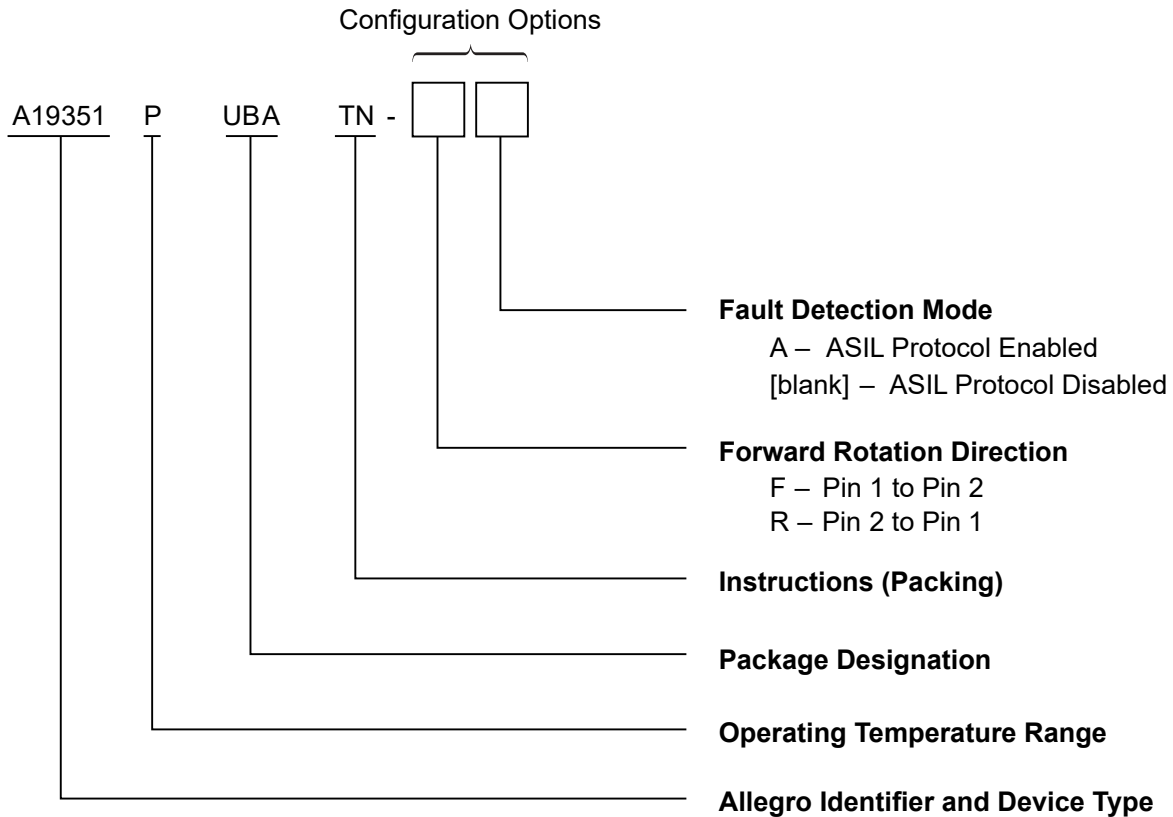 Configuration Options
A19351 P UBA TN -
Fault Detection Mode
A – ASIL Protocol Enabled
[blank] – ASIL Protocol Disabled
Forward Rotation Direction
F – Pin 1 to Pin 2
R – Pin 2 to Pin 1
Instructions (Packing)
Package Designation
Operating Temperature Range
Allegro Identifier and Device Type